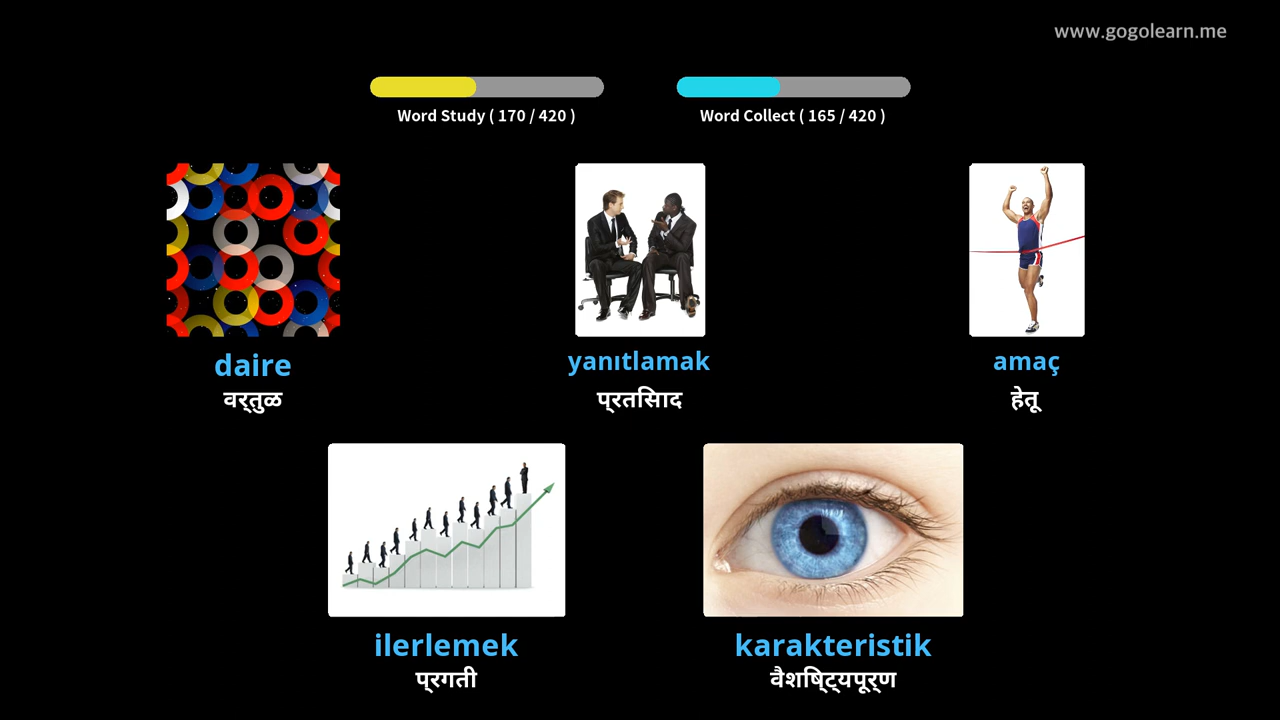 www.gogolearn.me
Word Study ( 170 / 420 )
Word Collect ( 165 / 420 )
daire
वर्तुळ
yanıtlamak
प्रतिसाद
amaç
हेतू
ilerlemek
प्रगती
karakteristik
वैशिष्ट्यपूर्ण